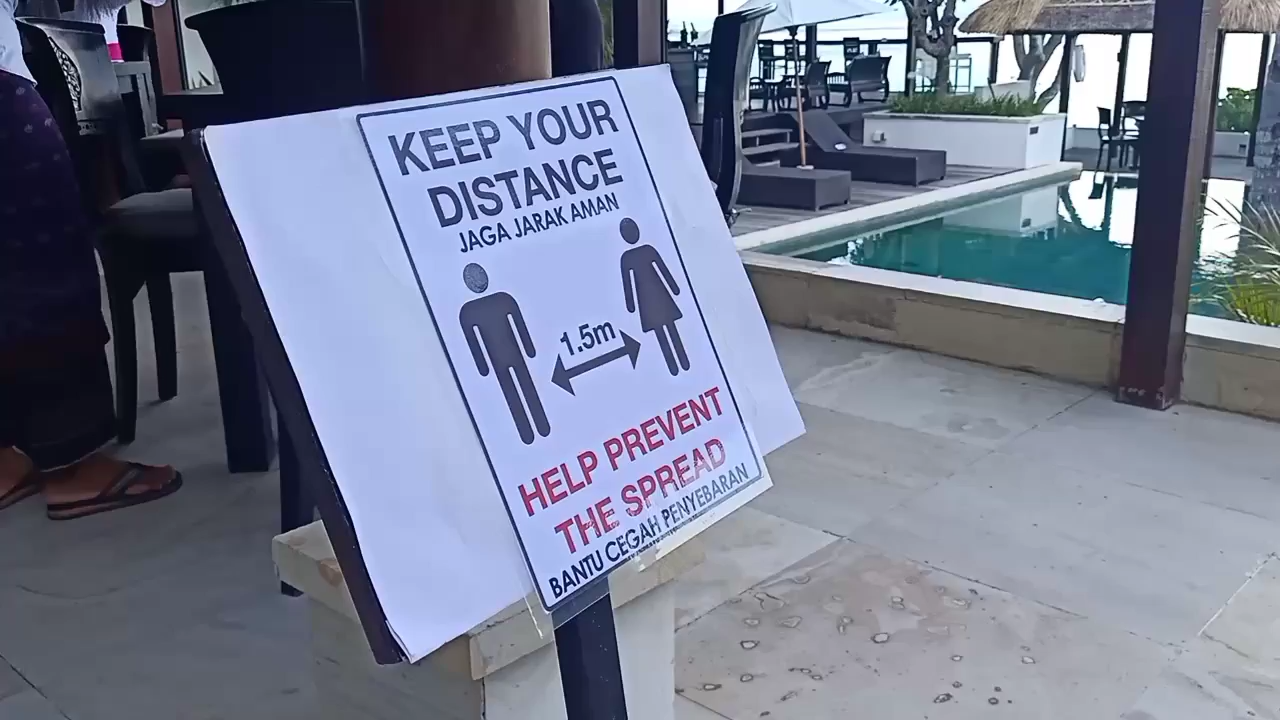 KEEP YOUR
DISTANCE
JAGA JARAK AMAN
1.5m
HELP PREVENT
THE SPREAD
BANTU CEGAH PENYEBARAN